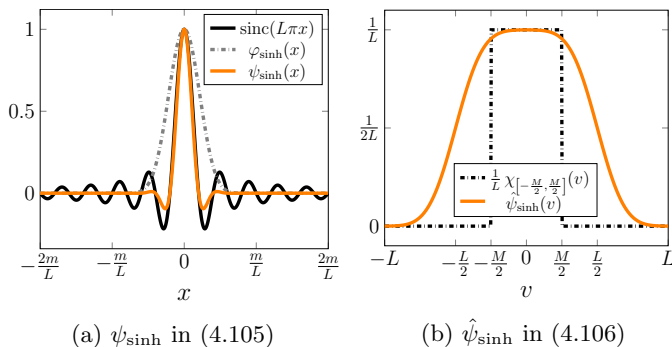 sinc(Lπx)
φ_sinh(x)
ψ_sinh(x)
1
0.5
0
−2m/L −m/L 0 m/L 2m/L
x
(a) ψ_sinh in (4.105)
1/L
1/2L
0
1/L χ_[−M/2, M/2](v)
ψ̂_sinh(v)
−L −L/2 −M/2 0 M/2 L/2 L
v
(b) ψ̂_sinh in (4.106)